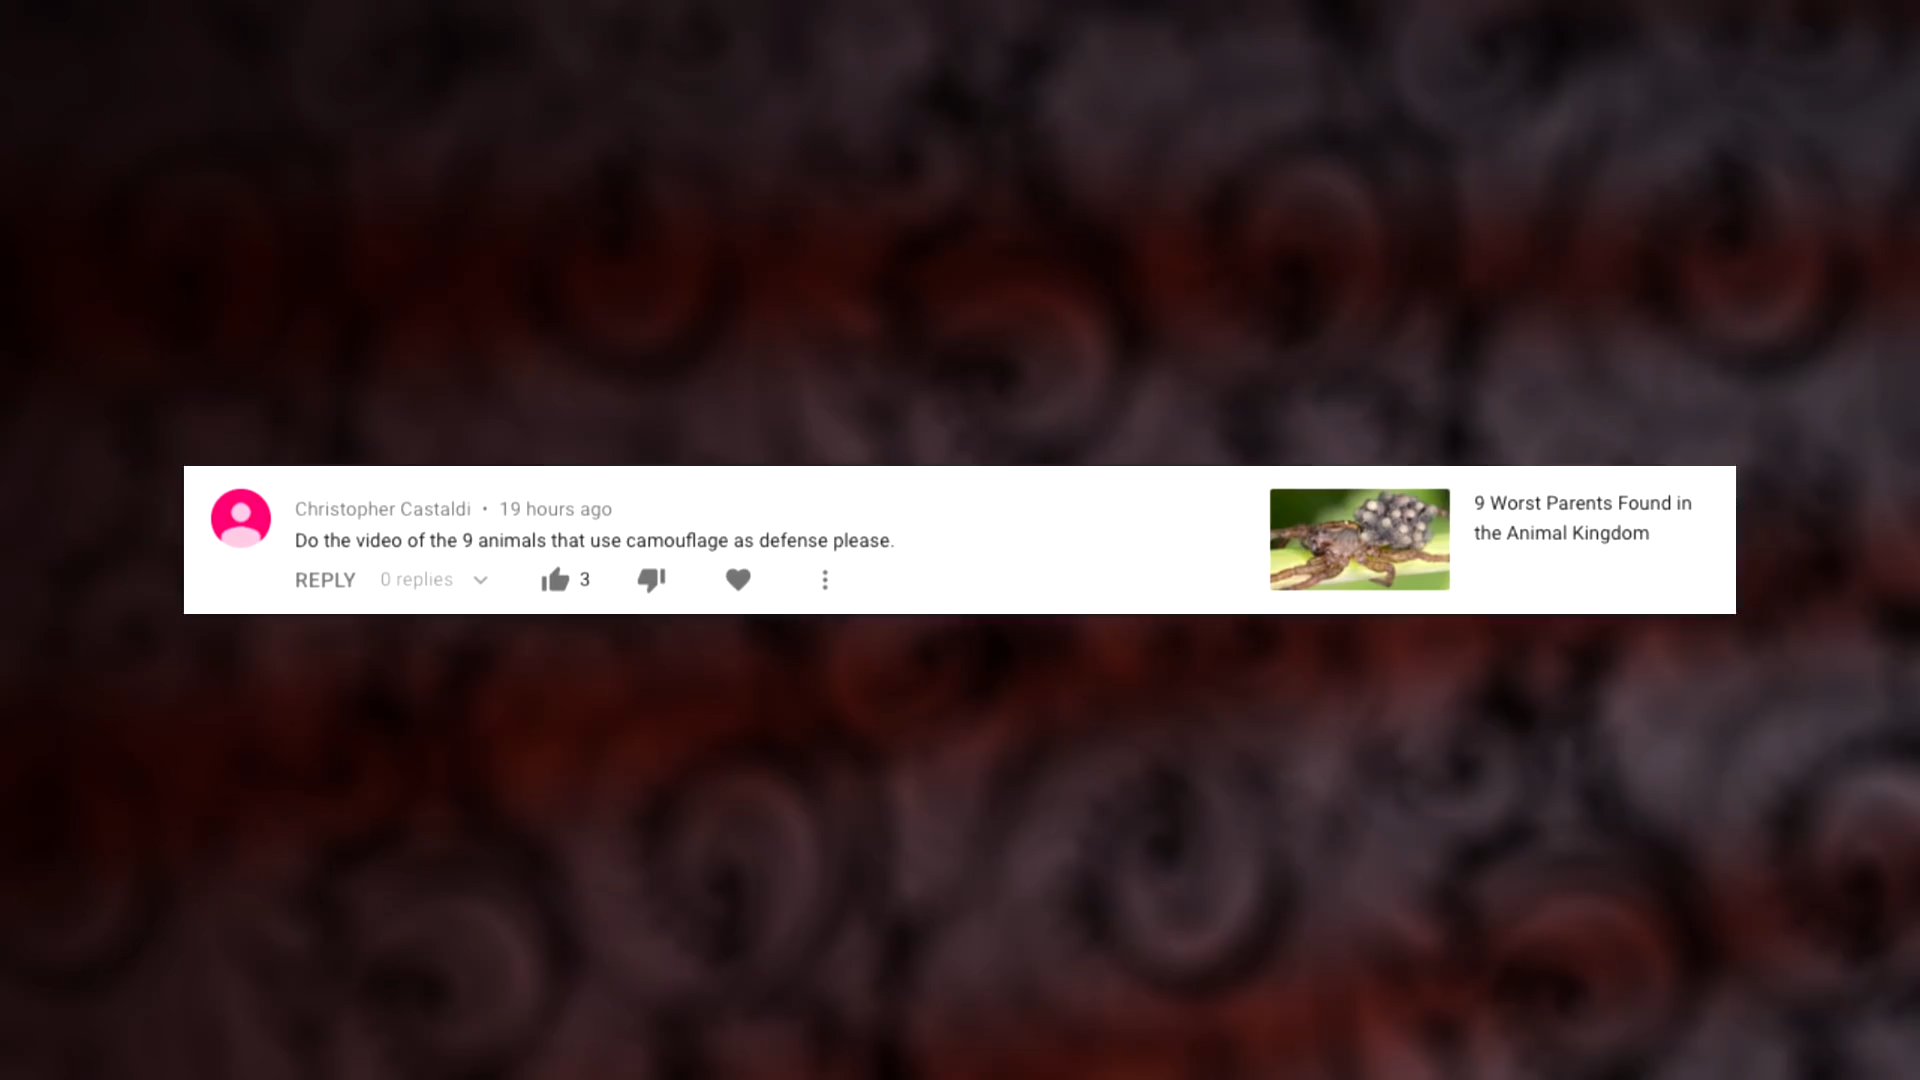 Christopher Castaldi • 19 hours ago
Do the video of the 9 animals that use camouflage as defense please.
REPLY 0 replies 3
9 Worst Parents Found in
the Animal Kingdom